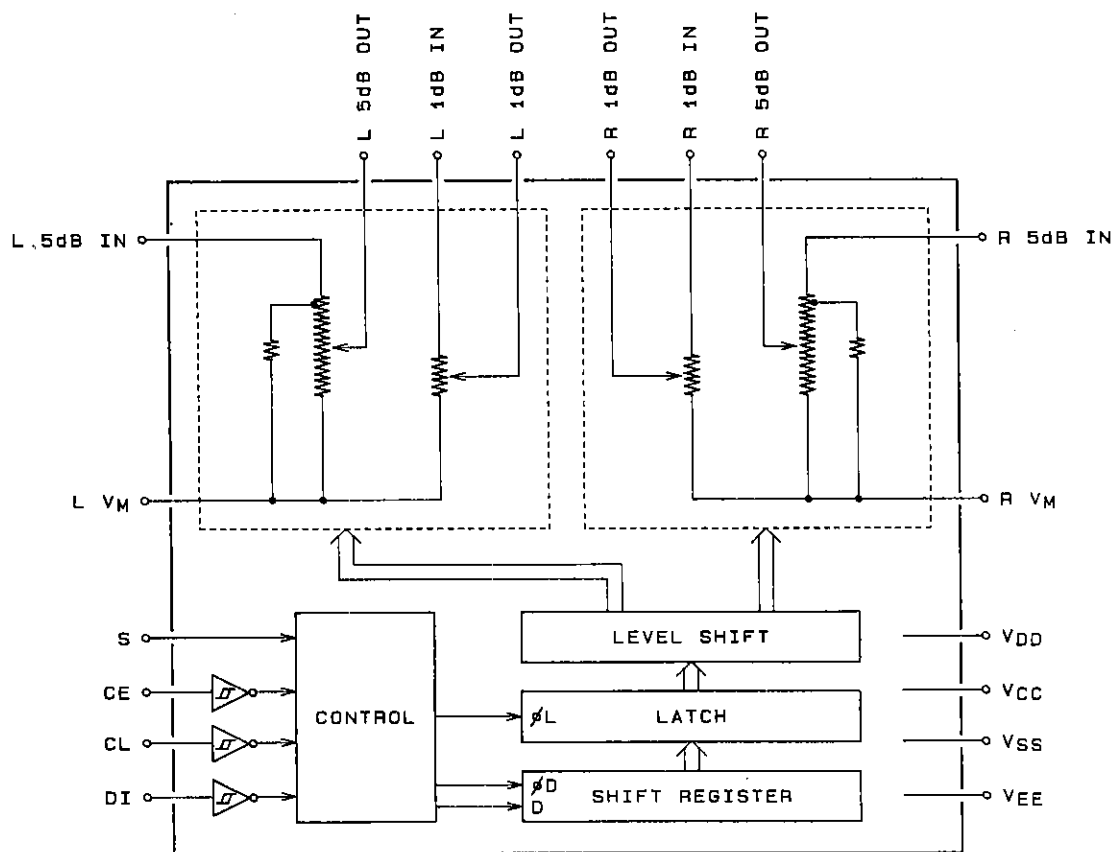 L 5dB OUT
L 1dB IN
L 1dB OUT
R 1dB OUT
R 1dB IN
R 5dB OUT
L 5dB IN
R 5dB IN
L VM
R VM
S
CE
CL
DI
CONTROL
LEVEL SHIFT
øL LATCH
øD
D
SHIFT REGISTER
VDD
VCC
VSS
VEE